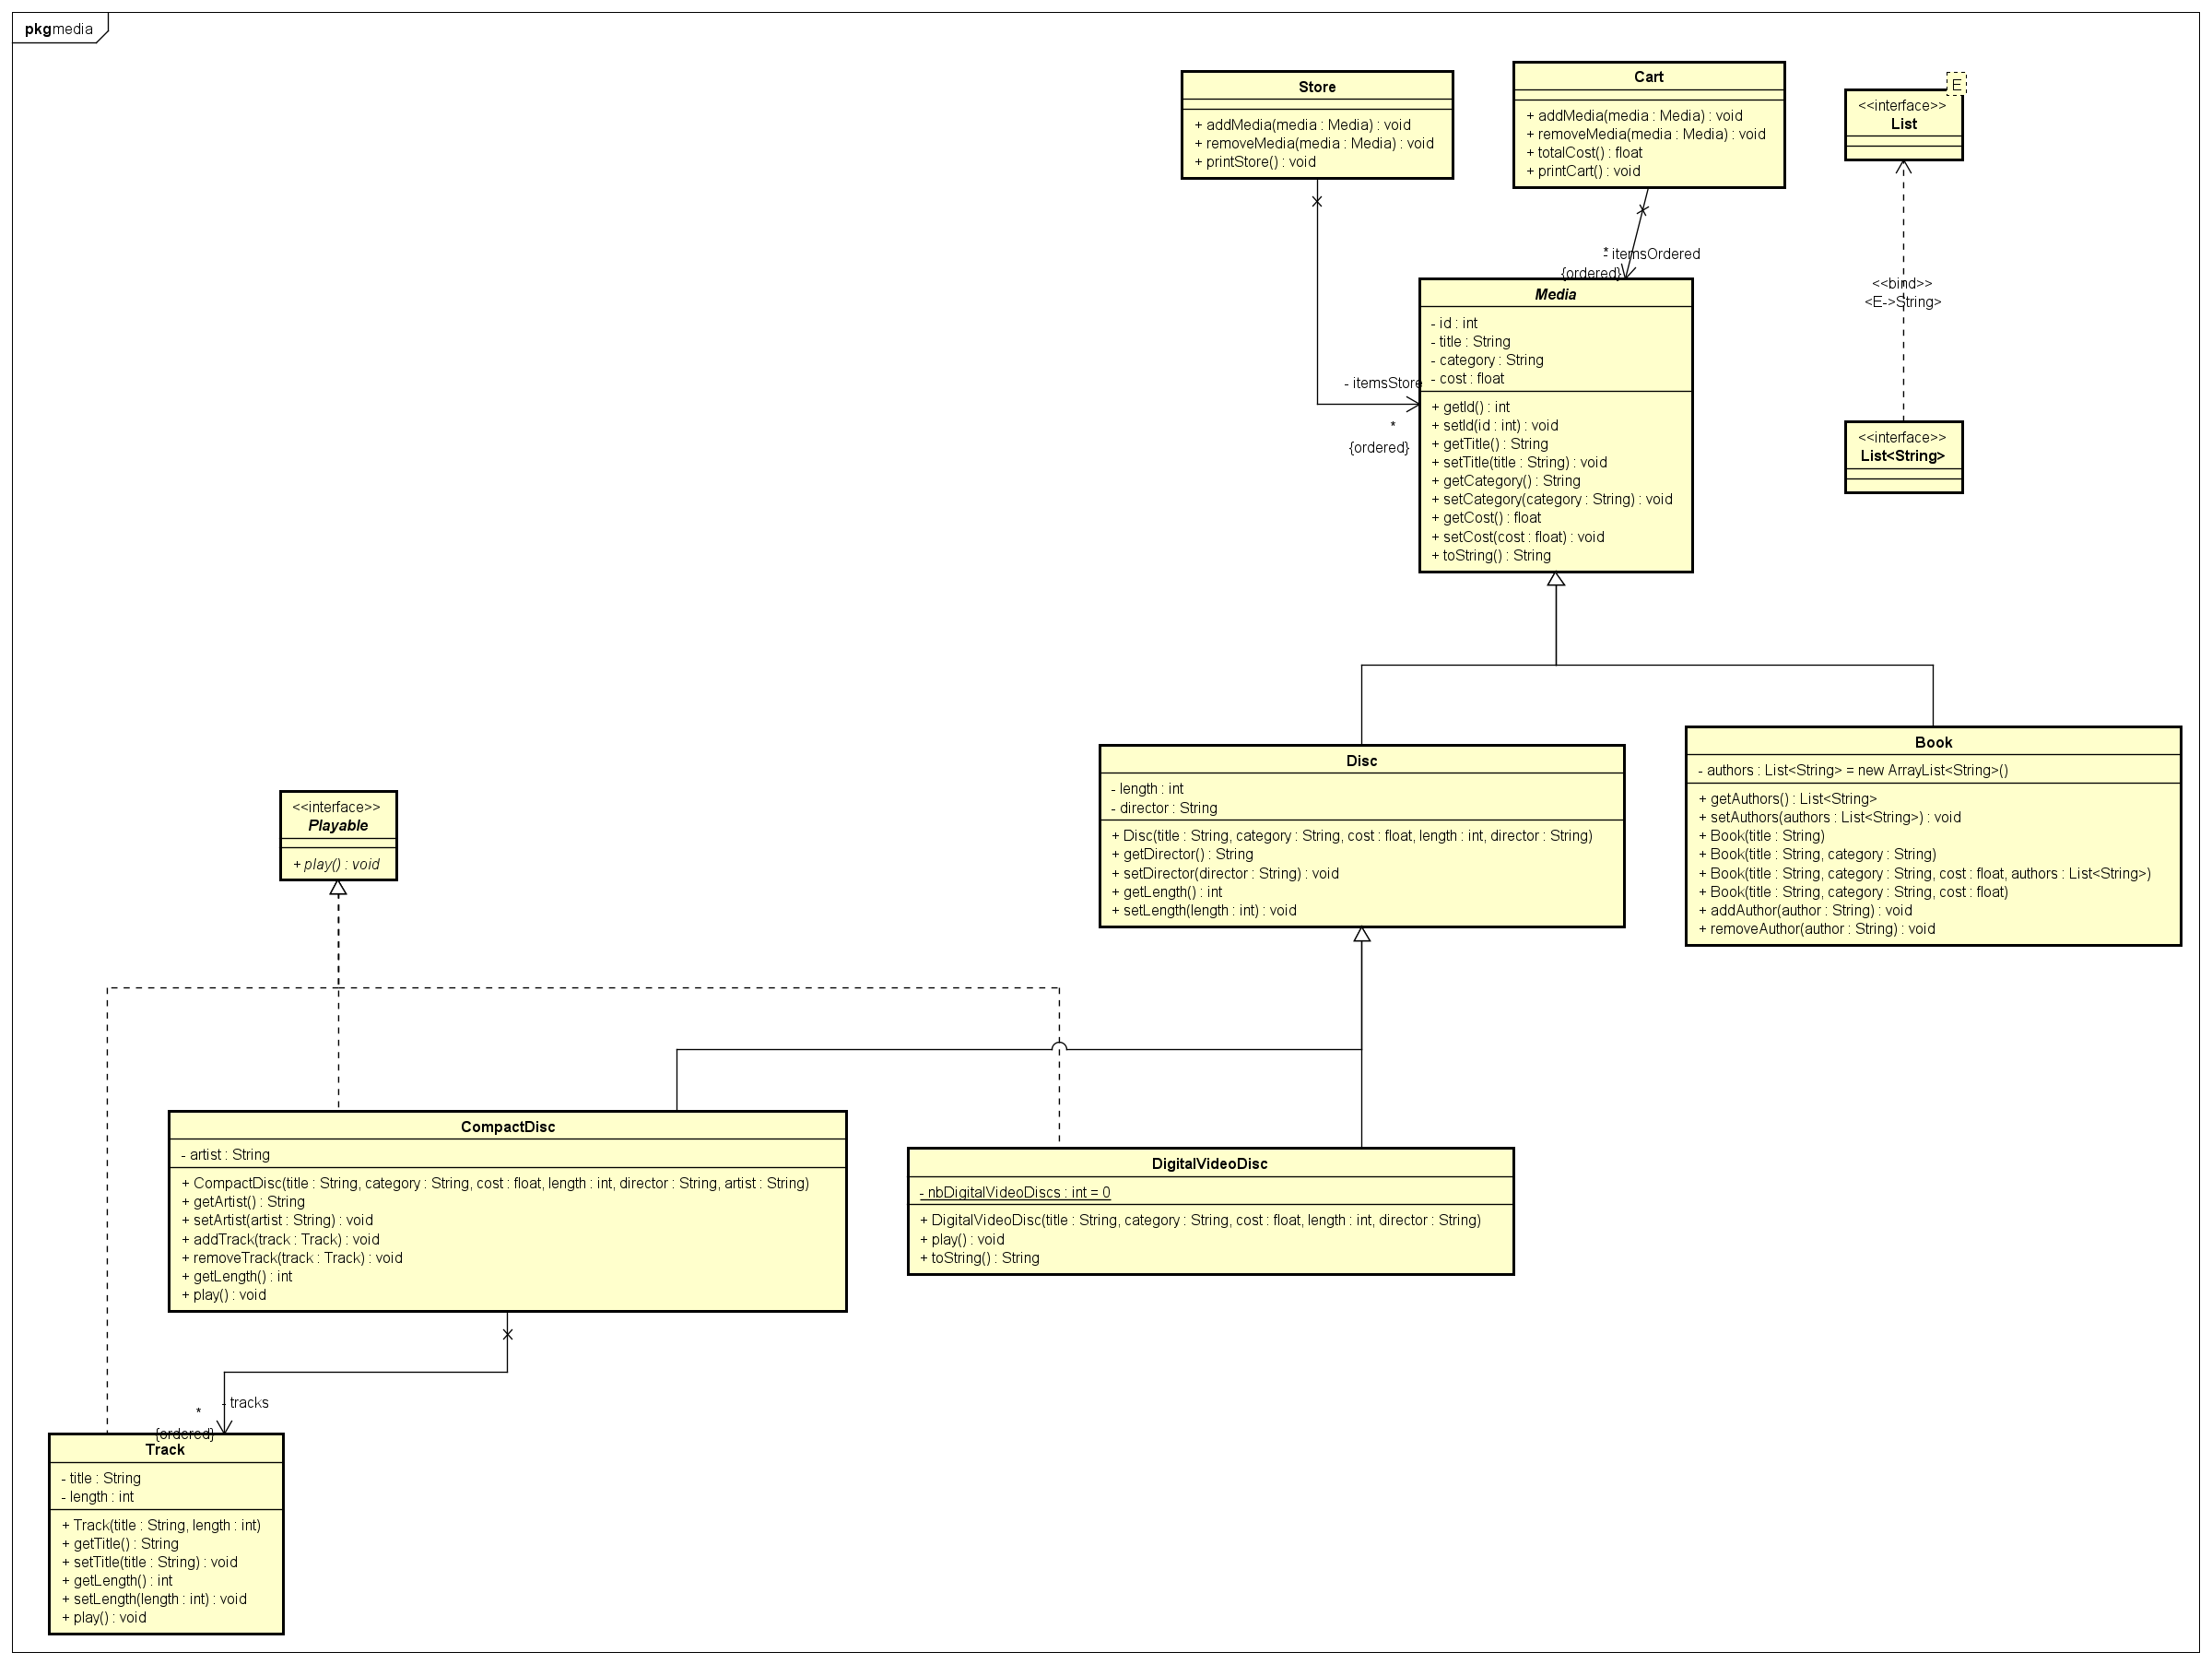 pkg media
Store
+ addMedia(media : Media) : void
+ removeMedia(media : Media) : void
+ printStore() : void
Cart
+ addMedia(media : Media) : void
+ removeMedia(media : Media) : void
+ totalCost() : float
+ printCart() : void
E
<<interface>>
List
* - itemsOrdered
{ordered}
<<bind>>
<E->String>
<<interface>>
List<String>
Media
- id : int
- title : String
- category : String
- cost : float
+ getId() : int
+ setId(id : int) : void
+ getTitle() : String
+ setTitle(title : String) : void
+ getCategory() : String
+ setCategory(category : String) : void
+ getCost() : float
+ setCost(cost : float) : void
+ toString() : String
- itemsStore
*
{ordered}
Disc
- length : int
- director : String
+ Disc(title : String, category : String, cost : float, length : int, director : String)
+ getDirector() : String
+ setDirector(director : String) : void
+ getLength() : int
+ setLength(length : int) : void
Book
- authors : List<String> = new ArrayList<String>()
+ getAuthors() : List<String>
+ setAuthors(authors : List<String>) : void
+ Book(title : String)
+ Book(title : String, category : String)
+ Book(title : String, category : String, cost : float, authors : List<String>)
+ Book(title : String, category : String, cost : float)
+ addAuthor(author : String) : void
+ removeAuthor(author : String) : void
<<interface>>
Playable
+ play() : void
CompactDisc
- artist : String
+ CompactDisc(title : String, category : String, cost : float, length : int, director : String, artist : String)
+ getArtist() : String
+ setArtist(artist : String) : void
+ addTrack(track : Track) : void
+ removeTrack(track : Track) : void
+ getLength() : int
+ play() : void
DigitalVideoDisc
- nbDigitalVideoDiscs : int = 0
+ DigitalVideoDisc(title : String, category : String, cost : float, length : int, director : String)
+ play() : void
+ toString() : String
- tracks
*
{ordered}
Track
- title : String
- length : int
+ Track(title : String, length : int)
+ getTitle() : String
+ setTitle(title : String) : void
+ getLength() : int
+ setLength(length : int) : void
+ play() : void